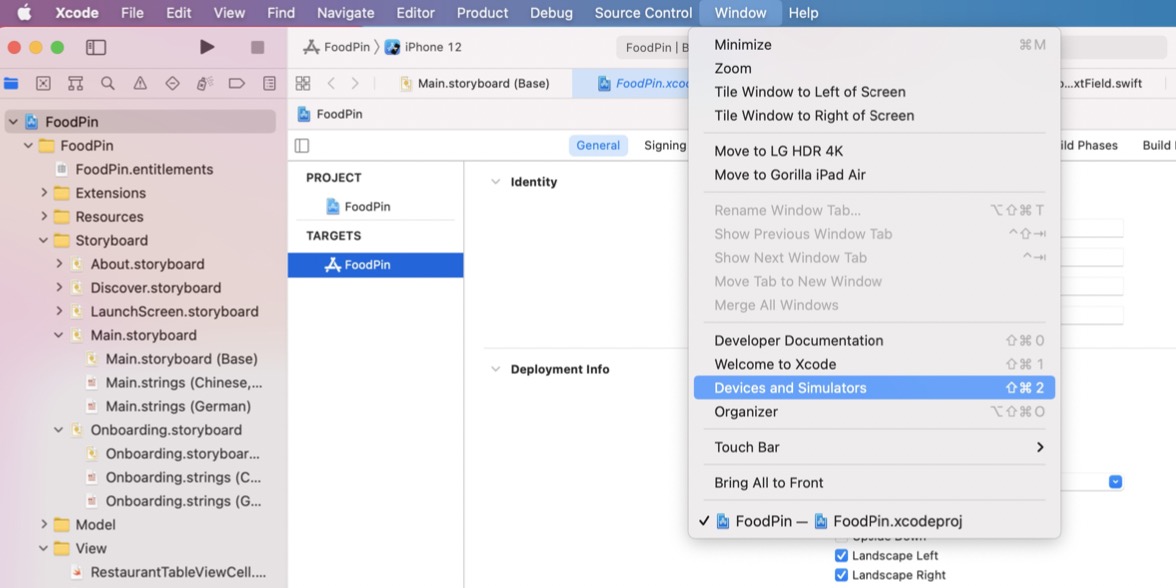 Xcode File Edit View Find Navigate Editor Product Debug Source Control Window Help
FoodPin iPhone 12
FoodPin | B
Main.storyboard (Base)
FoodPin.xco
o...xtField.swift
FoodPin
General Signing
ild Phases Build
PROJECT
FoodPin
TARGETS
FoodPin
Identity
Deployment Info
FoodPin
FoodPin
FoodPin.entitlements
Extensions
Resources
Storyboard
About.storyboard
Discover.storyboard
LaunchScreen.storyboard
Main.storyboard
Main.storyboard (Base)
Main.strings (Chinese,...
Main.strings (German)
Onboarding.storyboard
Onboarding.storyboar...
Onboarding.strings (C...
Onboarding.strings (G...
Model
View
RestaurantTableViewCell....
Minimize ⌘M
Zoom
Tile Window to Left of Screen
Tile Window to Right of Screen
Move to LG HDR 4K
Move to Gorilla iPad Air
Rename Window Tab... ⌥⇧⌘T
Show Previous Window Tab ^⇧⇥
Show Next Window Tab ^⇥
Move Tab to New Window
Merge All Windows
Developer Documentation ⇧⌘0
Welcome to Xcode ⇧⌘1
Devices and Simulators ⇧⌘2
Organizer ⌥⇧⌘O
Touch Bar
Bring All to Front
✓ FoodPin — FoodPin.xcodeproj
Upside Down
Landscape Left
Landscape Right